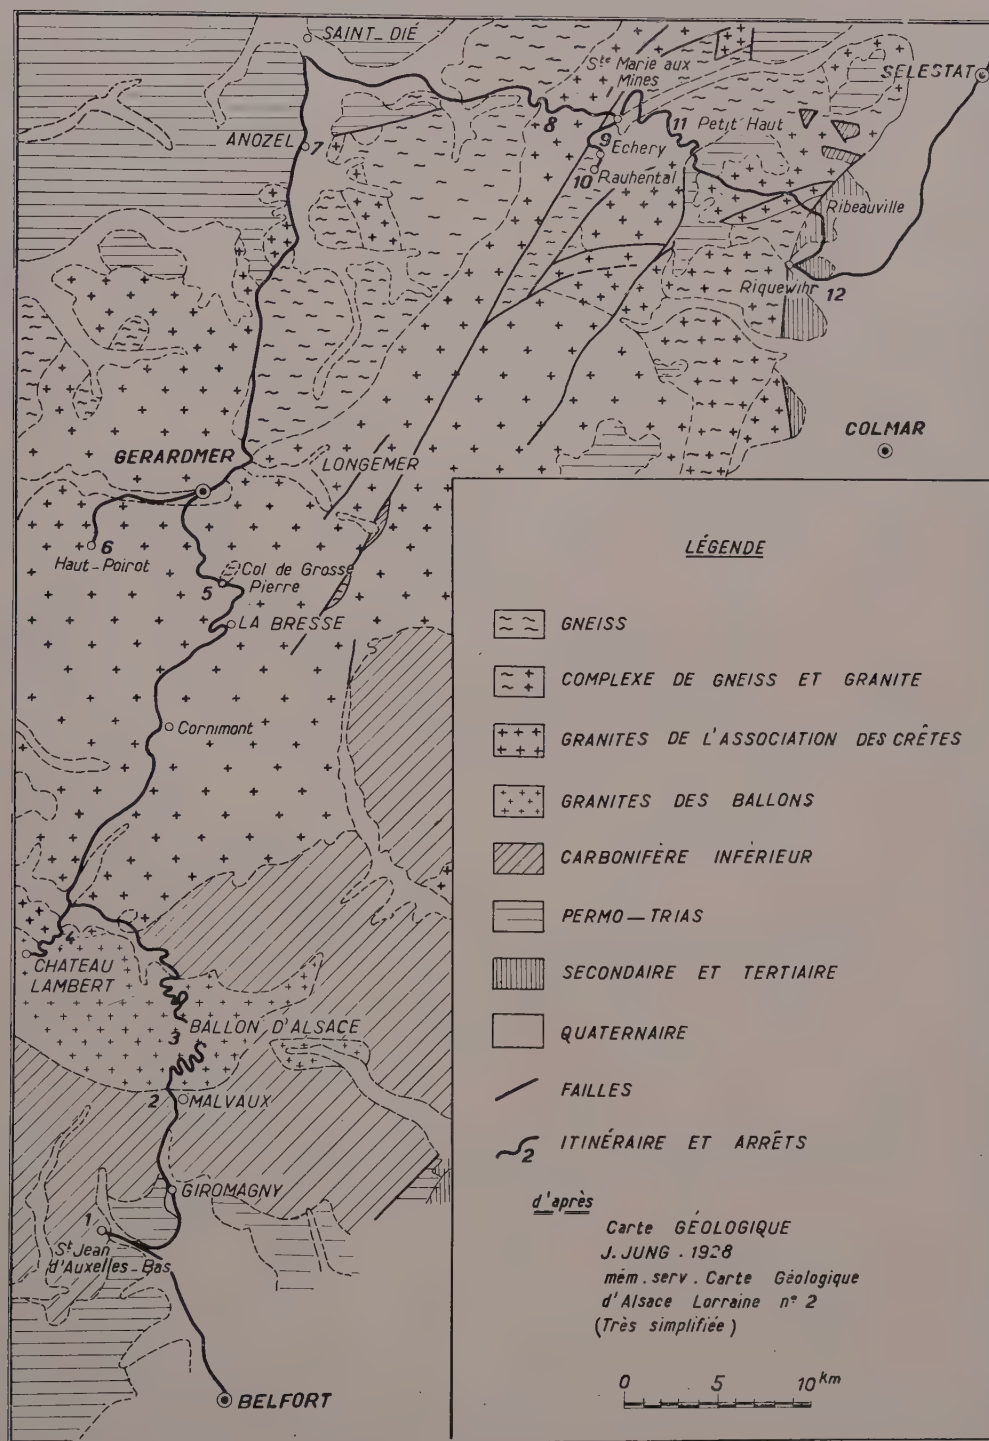 SAINT-DIÉ
Ste Marie aux
Mines
SELESTAT
8
11
Petit Haut
ANOZEL
7
9
Echery
10
Rauhental
Ribeauville
Riquewihr
12
COLMAR
GERARDMER
LONGEMER
6
Haut-Poirot
Col de Grosse
Pierre
5
LA BRESSE
Cornimont
4
CHATEAU
LAMBERT
BALLON D'ALSACE
3
2
MALVAUX
GIROMAGNY
1
St Jean
d'Auxelles-Bas
BELFORT
LÉGENDE
GNEISS
COMPLEXE DE GNEISS ET GRANITE
GRANITES DE L'ASSOCIATION DES CRÊTES
GRANITES DES BALLONS
CARBONIFÈRE INFÉRIEUR
PERMO-TRIAS
SECONDAIRE ET TERTIAIRE
QUATERNAIRE
FAILLES
2 ITINÉRAIRE ET ARRÊTS
d'après
Carte GÉOLOGIQUE
J. JUNG . 1928
mém. serv. Carte Géologique
d'Alsace Lorraine n° 2
(Très simplifiée)
0 5 10 km